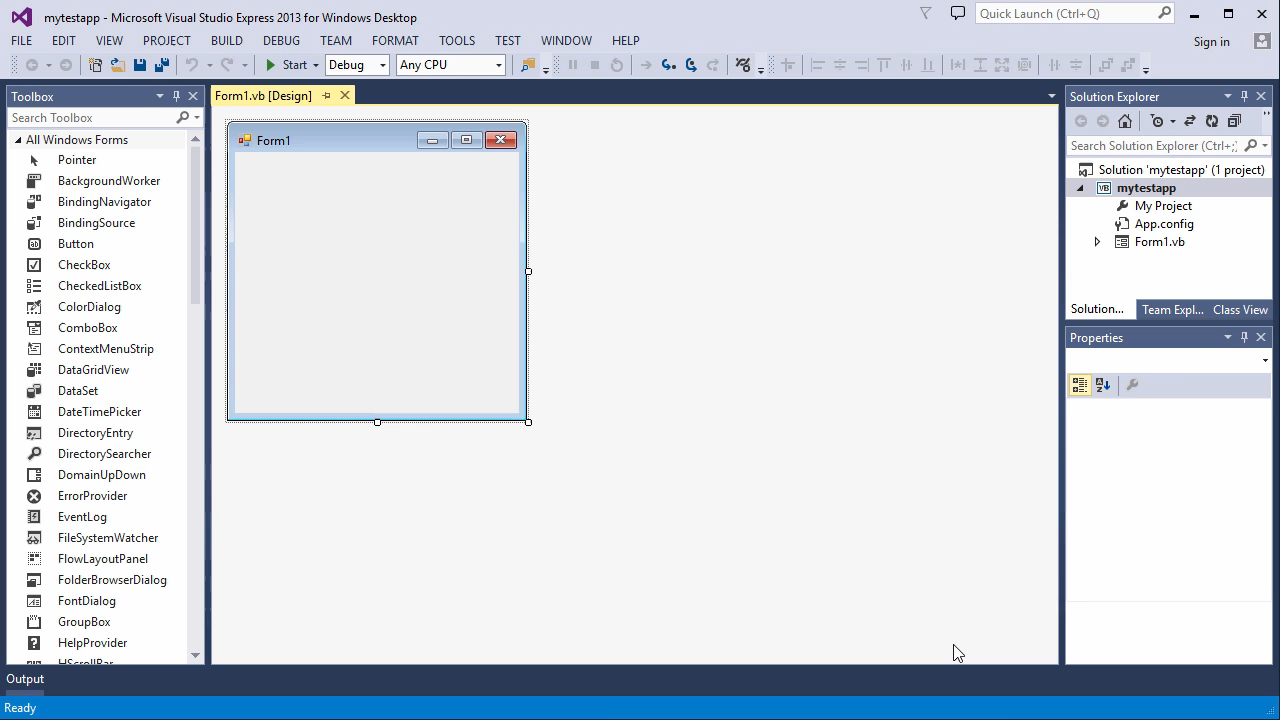 mytestapp - Microsoft Visual Studio Express 2013 for Windows Desktop
Quick Launch (Ctrl+Q)
FILE EDIT VIEW PROJECT BUILD DEBUG TEAM FORMAT TOOLS TEST WINDOW HELP
Sign in
Start Debug Any CPU
Toolbox
Search Toolbox
All Windows Forms
Pointer
BackgroundWorker
BindingNavigator
BindingSource
Button
CheckBox
CheckedListBox
ColorDialog
ComboBox
ContextMenuStrip
DataGridView
DataSet
DateTimePicker
DirectoryEntry
DirectorySearcher
DomainUpDown
ErrorProvider
EventLog
FileSystemWatcher
FlowLayoutPanel
FolderBrowserDialog
FontDialog
GroupBox
HelpProvider
HScrollBar
Form1.vb [Design]
Form1
Solution Explorer
Search Solution Explorer (Ctrl+;)
Solution 'mytestapp' (1 project)
VB mytestapp
My Project
App.config
Form1.vb
Solution... Team Expl... Class View
Properties
Output
Ready